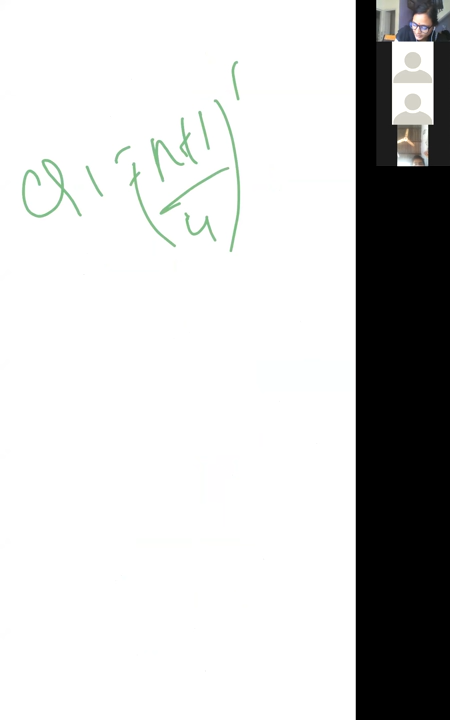 Q1 = (n+1/4)